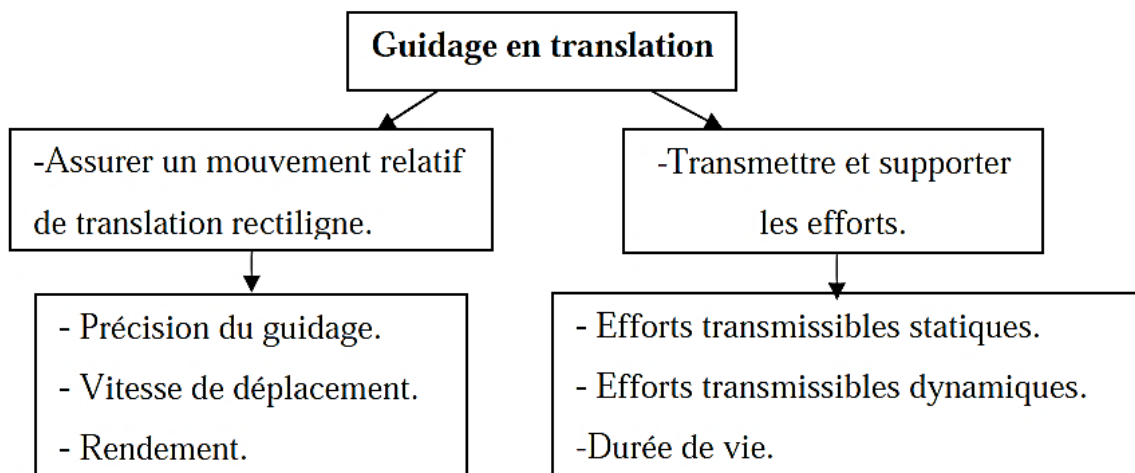 Guidage en translation
-Assurer un mouvement relatif
de translation rectiligne.
-Transmettre et supporter
les efforts.
- Précision du guidage.
- Vitesse de déplacement.
- Rendement.
- Efforts transmissibles statiques.
- Efforts transmissibles dynamiques.
-Durée de vie.